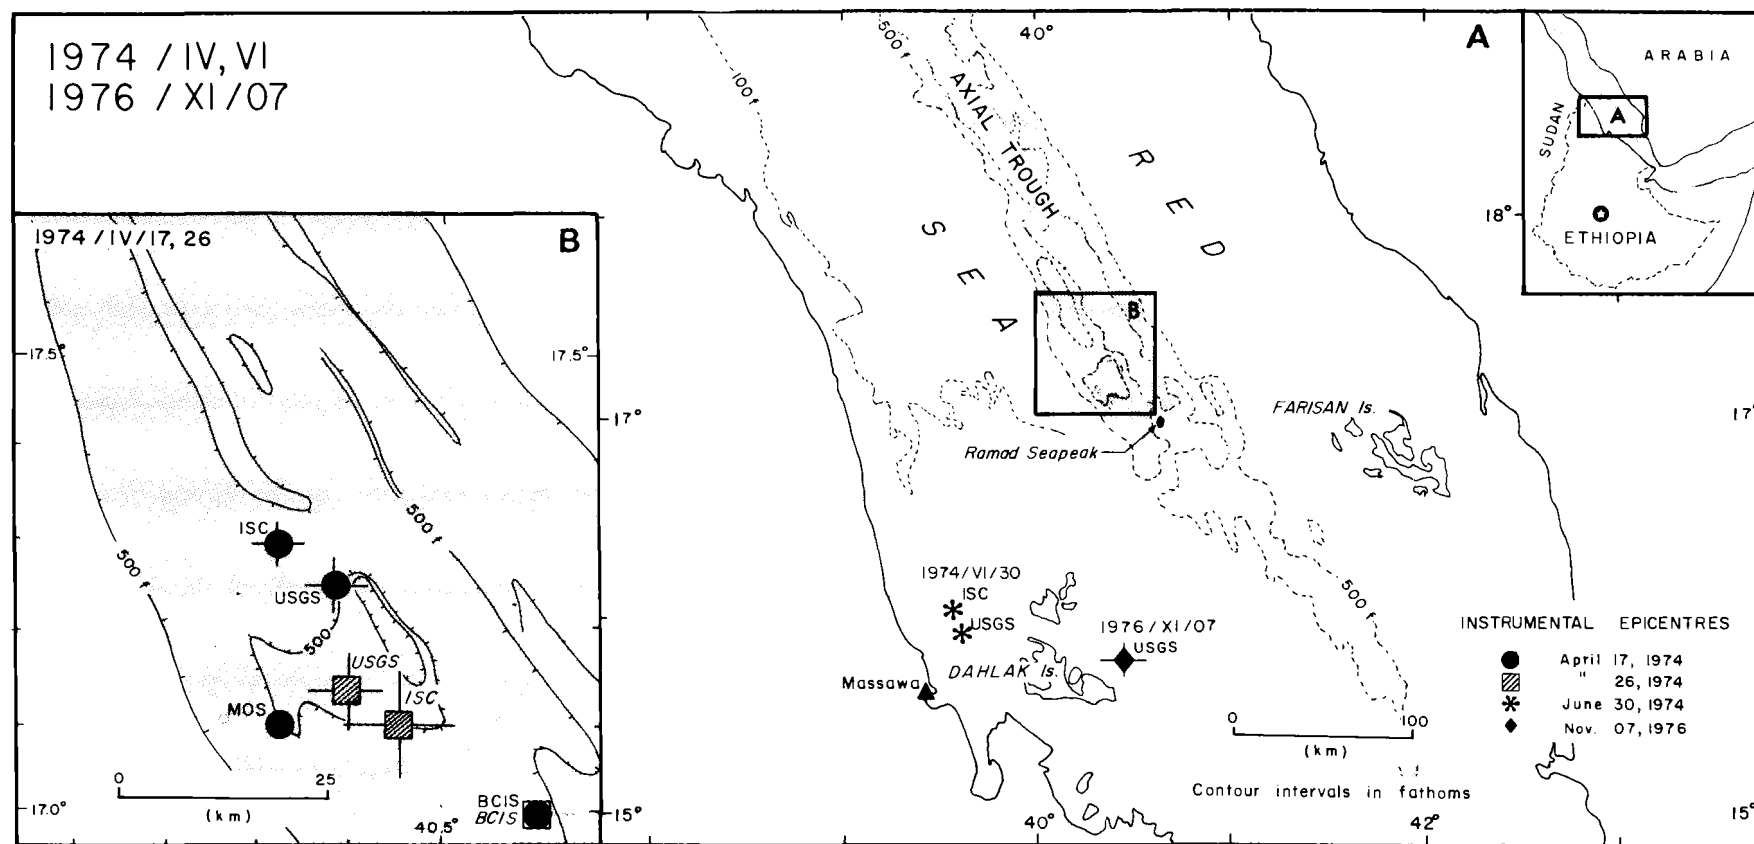 1974 / IV, VI
1976 / XI / 07
1974 / IV / 17, 26
B
17.5°
17.5°
ISC
USGS
500 f
500 f
500
USGS
ISC
MOS
0 25
(km)
BCIS
BCIS
17.0°
40.5°
A
40°
100 f
500 f
AXIAL TROUGH
RED
SEA
B
18°
17°
17°
FARISAN Is.
Ramad Seapeak
1974/VI/30
ISC
USGS
1976 / XI / 07
USGS
DAHLAK Is.
Massawa
500 f
0 100
(km)
Contour intervals in fathoms
INSTRUMENTAL EPICENTRES
April 17, 1974
" 26, 1974
June 30, 1974
Nov. 07, 1976
15°
40°
42°
15°
ARABIA
SUDAN
A
ETHIOPIA